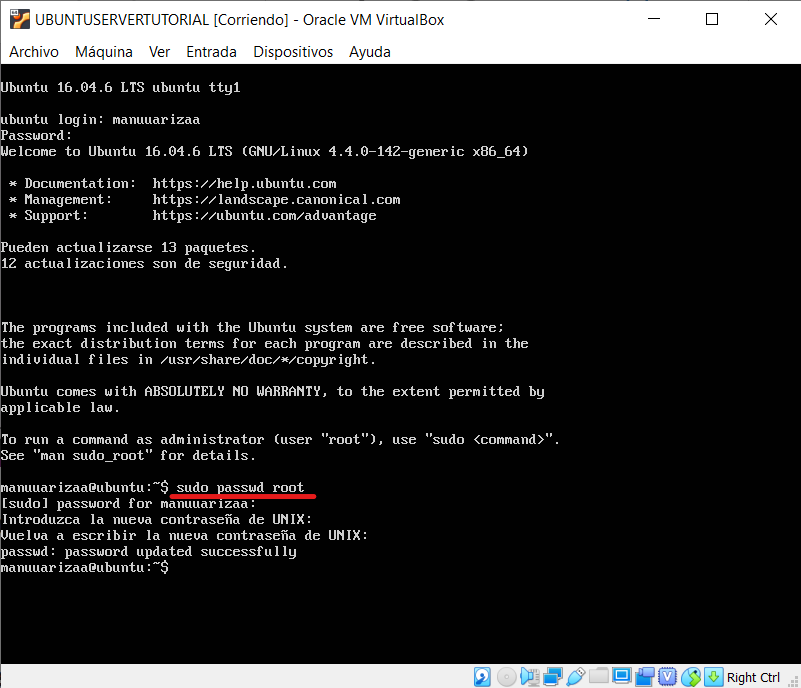 UBUNTUSERVERTUTORIAL [Corriendo] - Oracle VM VirtualBox
Archivo Máquina Ver Entrada Dispositivos Ayuda
Ubuntu 16.04.6 LTS ubuntu tty1
ubuntu login: manuuarizaa
Password:
Welcome to Ubuntu 16.04.6 LTS (GNU/Linux 4.4.0-142-generic x86_64)
* Documentation: https://help.ubuntu.com
* Management: https://landscape.canonical.com
* Support: https://ubuntu.com/advantage
Pueden actualizarse 13 paquetes.
12 actualizaciones son de seguridad.
The programs included with the Ubuntu system are free software;
the exact distribution terms for each program are described in the
individual files in /usr/share/doc/*/copyright.
Ubuntu comes with ABSOLUTELY NO WARRANTY, to the extent permitted by
applicable law.
To run a command as administrator (user "root"), use "sudo <command>".
See "man sudo_root" for details.
manuuarizaa@ubuntu:~$ sudo passwd root
[sudo] password for manuuarizaa:
Introduzca la nueva contraseña de UNIX:
Vuelva a escribir la nueva contraseña de UNIX:
passwd: password updated successfully
manuuarizaa@ubuntu:~$
Right Ctrl